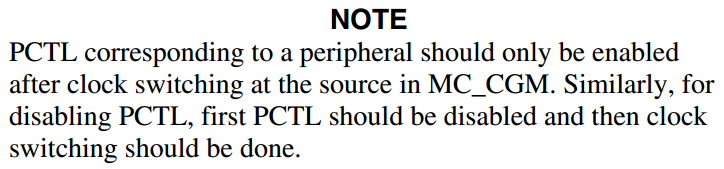 NOTE
PCTL corresponding to a peripheral should only be enabled
after clock switching at the source in MC_CGM. Similarly, for
disabling PCTL, first PCTL should be disabled and then clock
switching should be done.